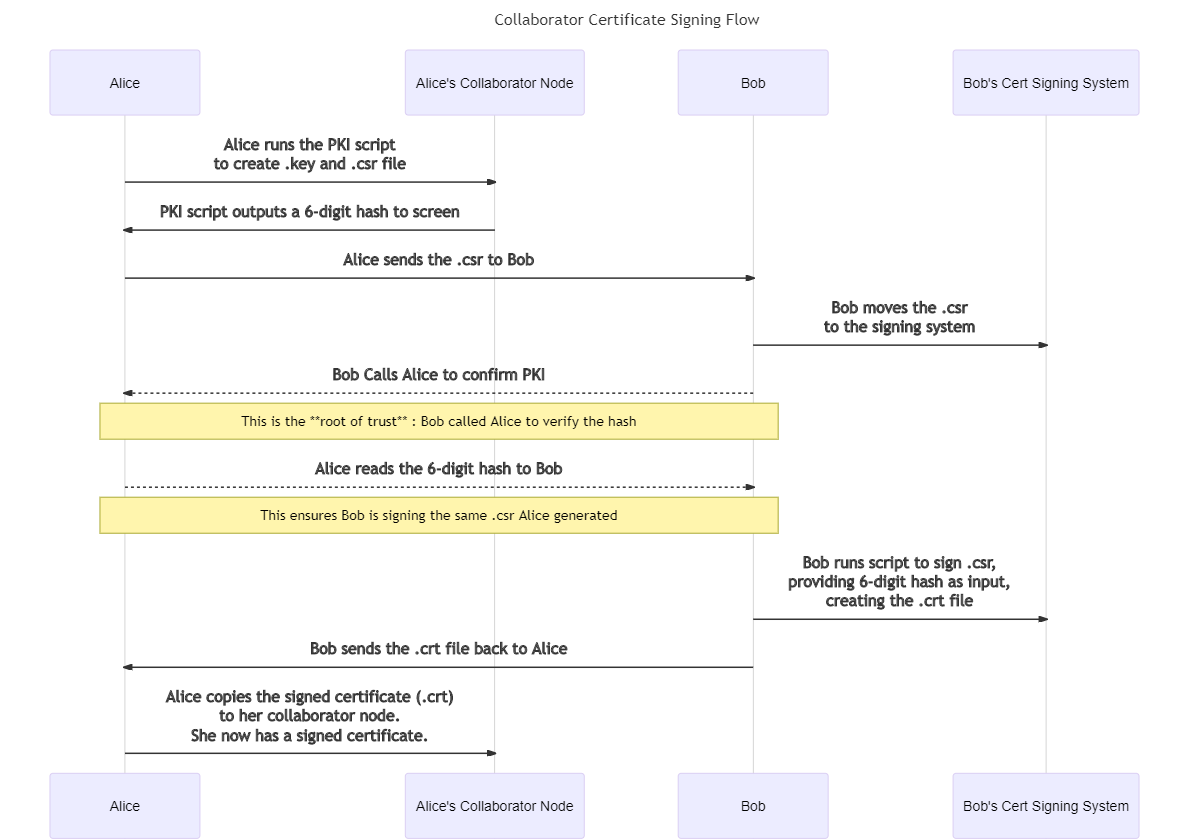 Collaborator Certificate Signing Flow
Alice
Alice's Collaborator Node
Bob
Bob's Cert Signing System
Alice runs the PKI script
to create .key and .csr file
PKI script outputs a 6-digit hash to screen
Alice sends the .csr to Bob
Bob moves the .csr
to the signing system
Bob Calls Alice to confirm PKI
This is the **root of trust** : Bob called Alice to verify the hash
Alice reads the 6-digit hash to Bob
This ensures Bob is signing the same .csr Alice generated
Bob runs script to sign .csr,
providing 6-digit hash as input,
creating the .crt file
Bob sends the .crt file back to Alice
Alice copies the signed certificate (.crt)
to her collaborator node.
She now has a signed certificate.
Alice
Alice's Collaborator Node
Bob
Bob's Cert Signing System